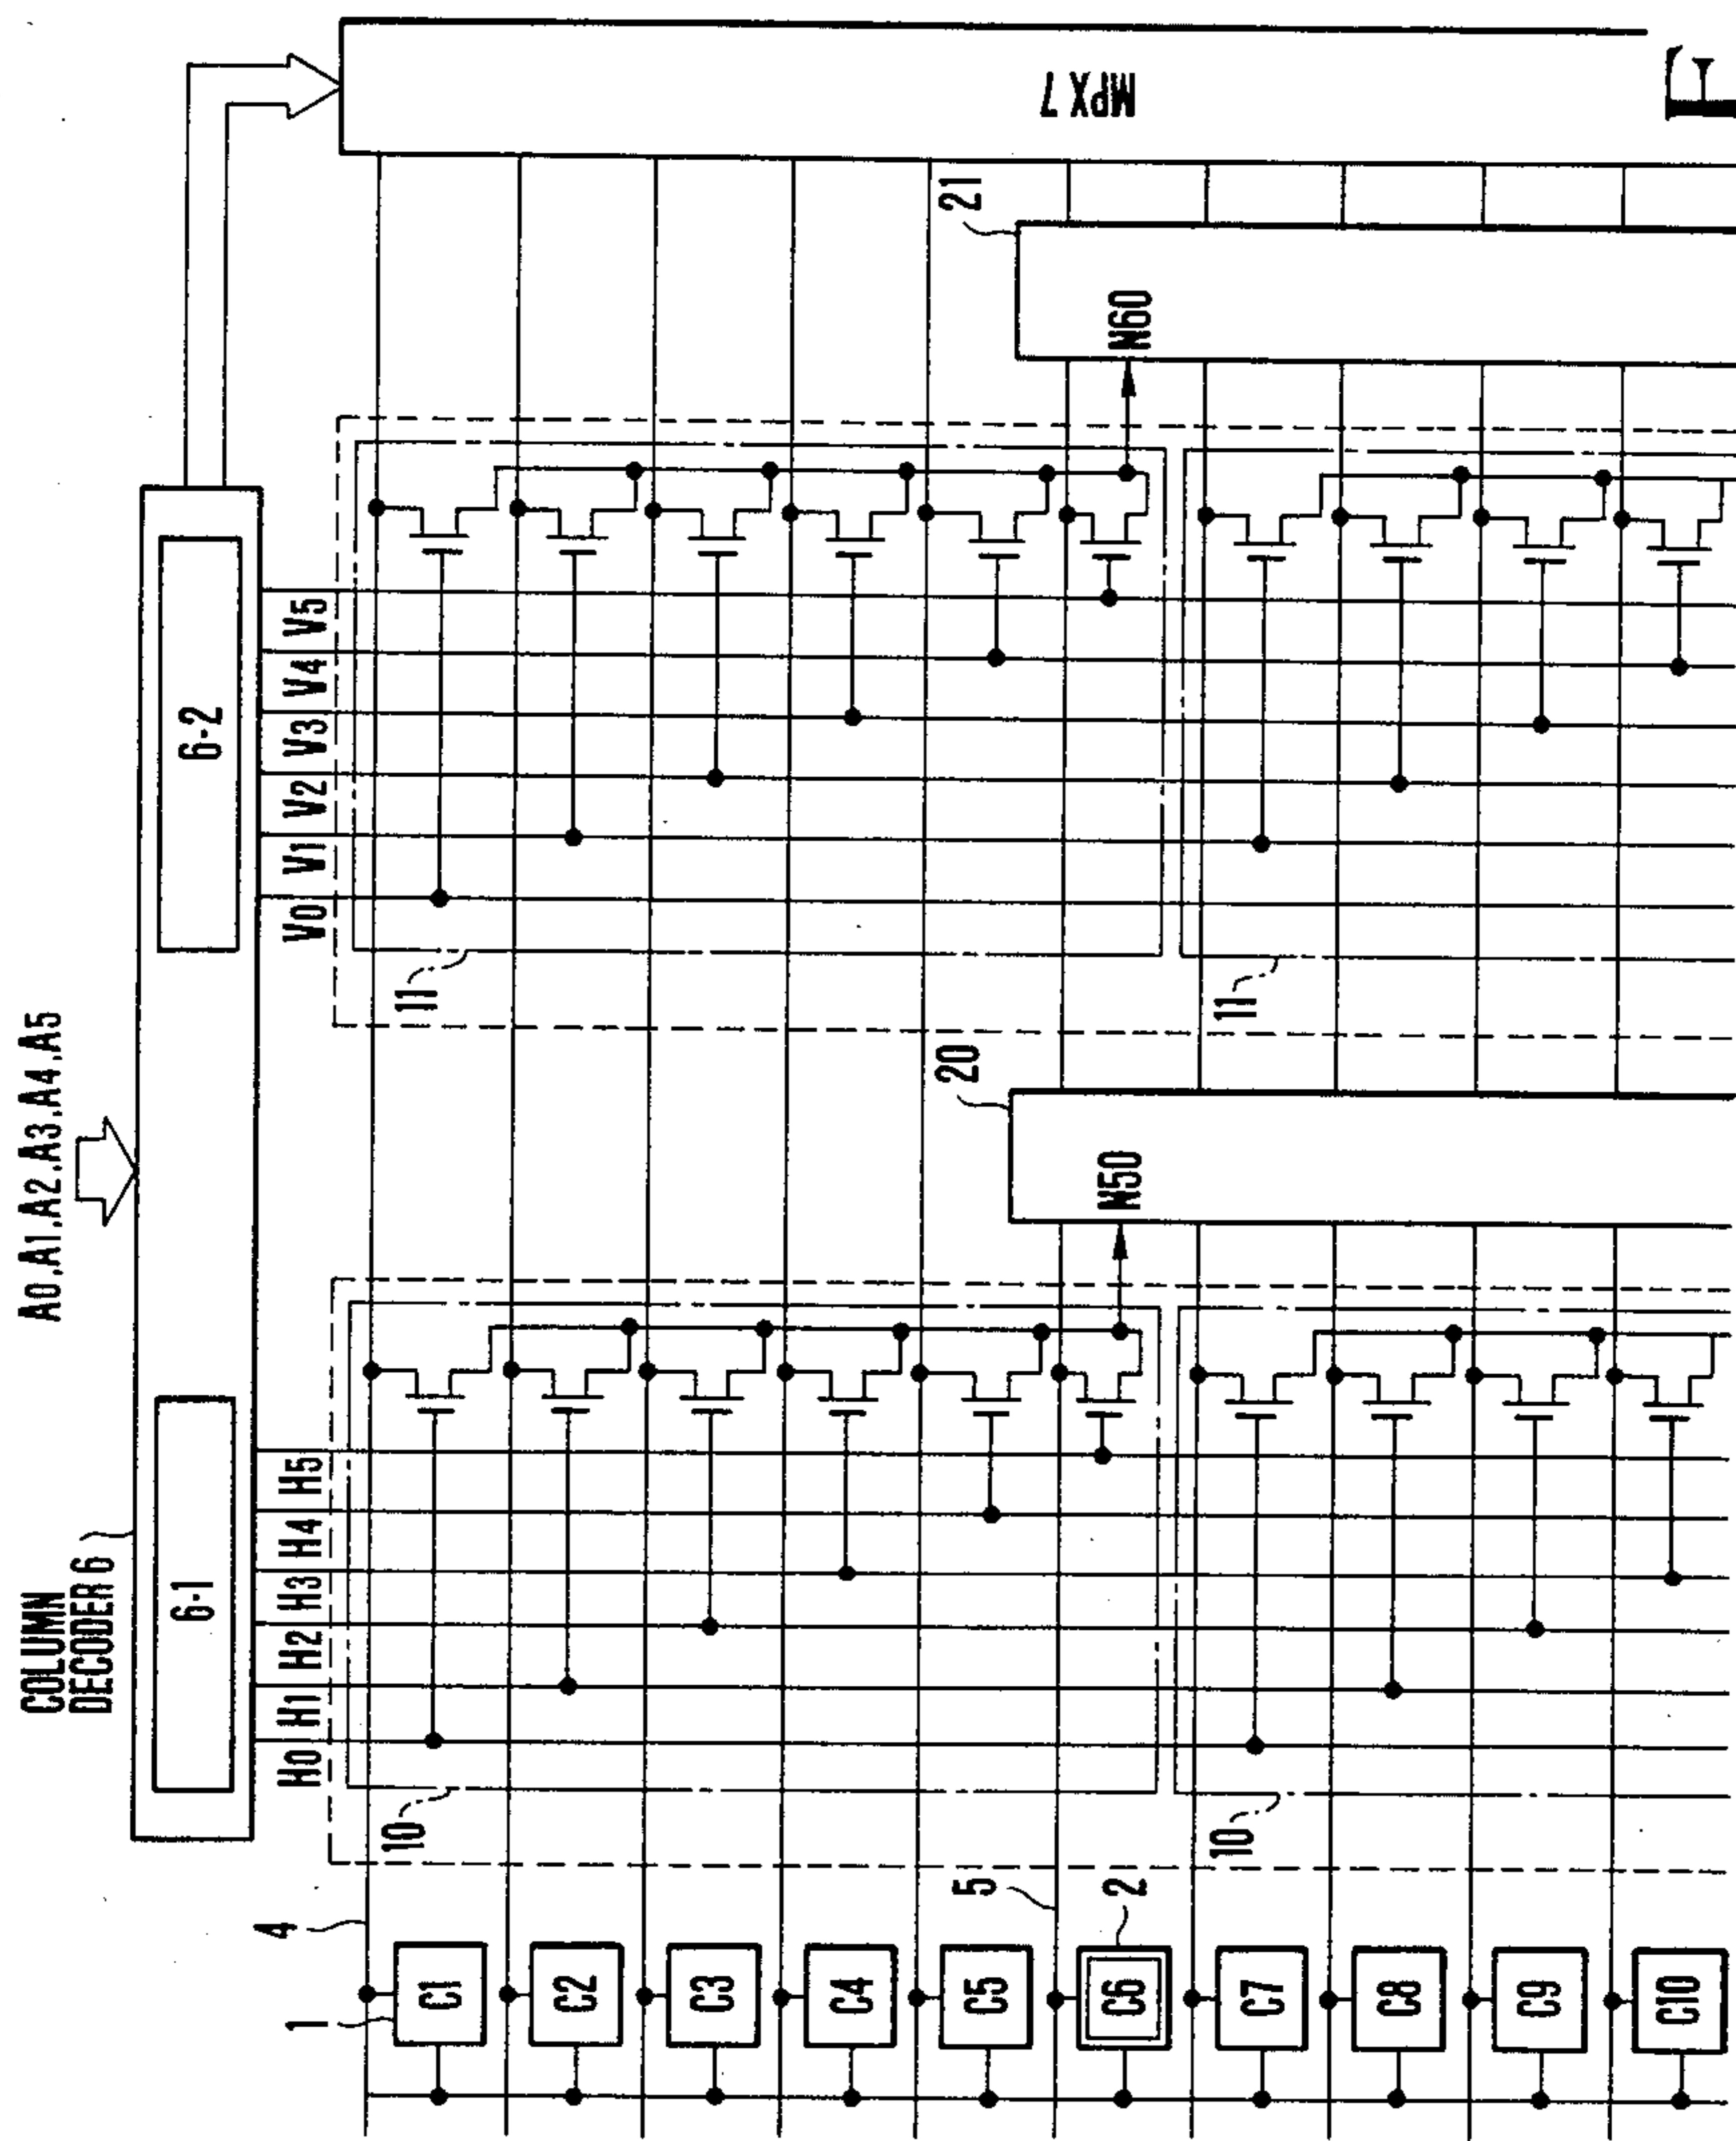 A0,A1,A2,A3,A4,A5
COLUMN
DECODER 6
6-1
6-2
H0 H1 H2 H3 H4 H5
V0 V1 V2 V3 V4 V5
MPX 7
10
10
11
11
20
N50
21
N60
4
5
1
2
C1
C2
C3
C4
C5
C6
C7
C8
C9
C10
F